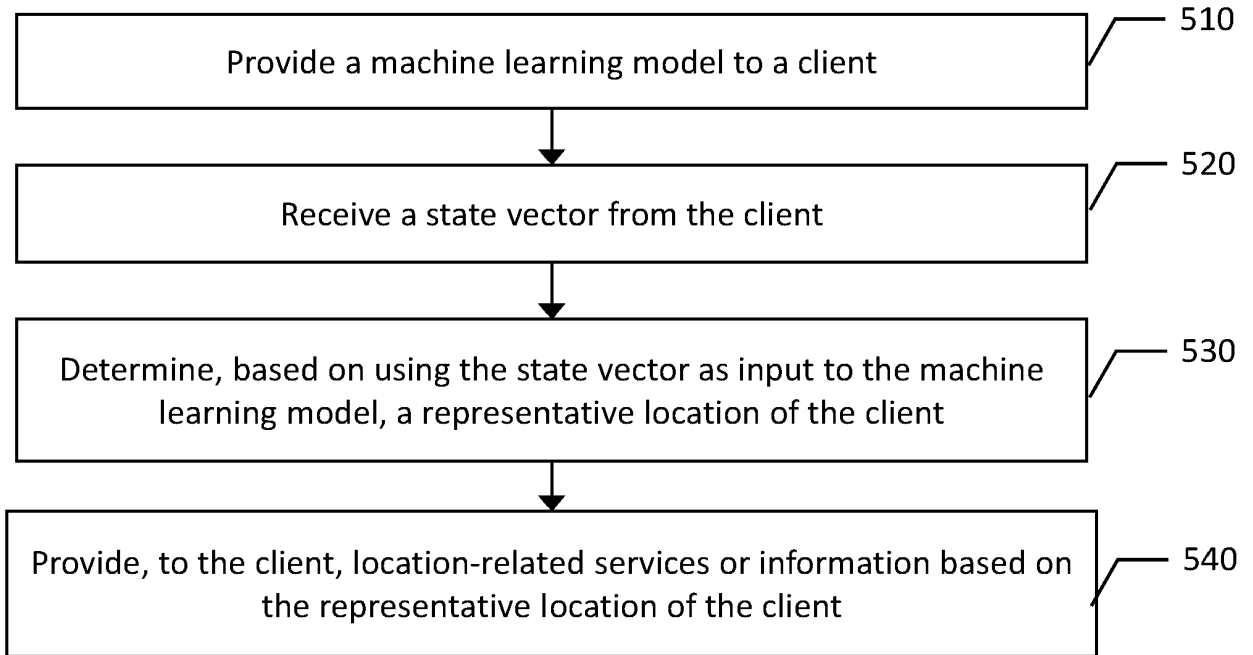 510
Provide a machine learning model to a client
520
Receive a state vector from the client
530
Determine, based on using the state vector as input to the machine
learning model, a representative location of the client
540
Provide, to the client, location-related services or information based on
the representative location of the client